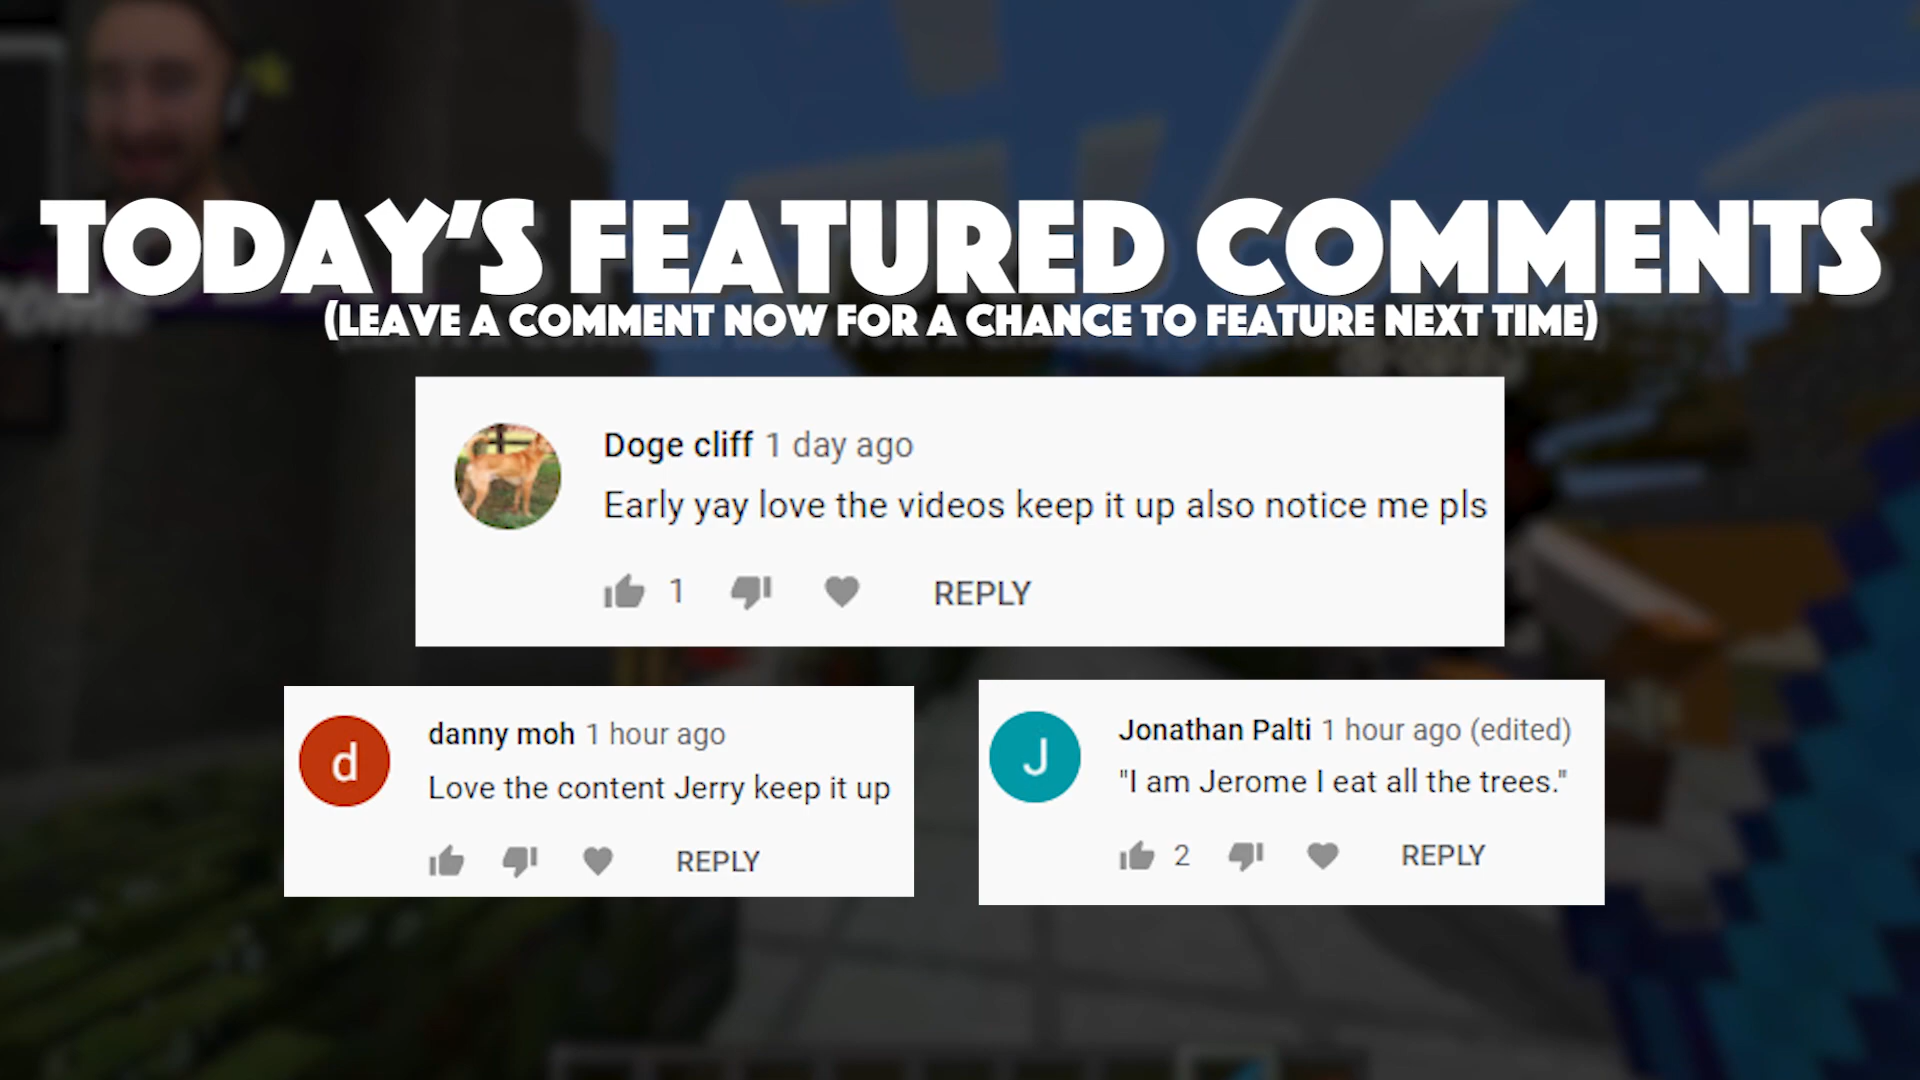 TODAY'S FEATURED COMMENTS
(LEAVE A COMMENT NOW FOR A CHANCE TO FEATURE NEXT TIME)
Doge cliff 1 day ago
Early yay love the videos keep it up also notice me pls
1 REPLY
danny moh 1 hour ago
Love the content Jerry keep it up
d
REPLY
Jonathan Palti 1 hour ago (edited)
J
"I am Jerome I eat all the trees."
2 REPLY